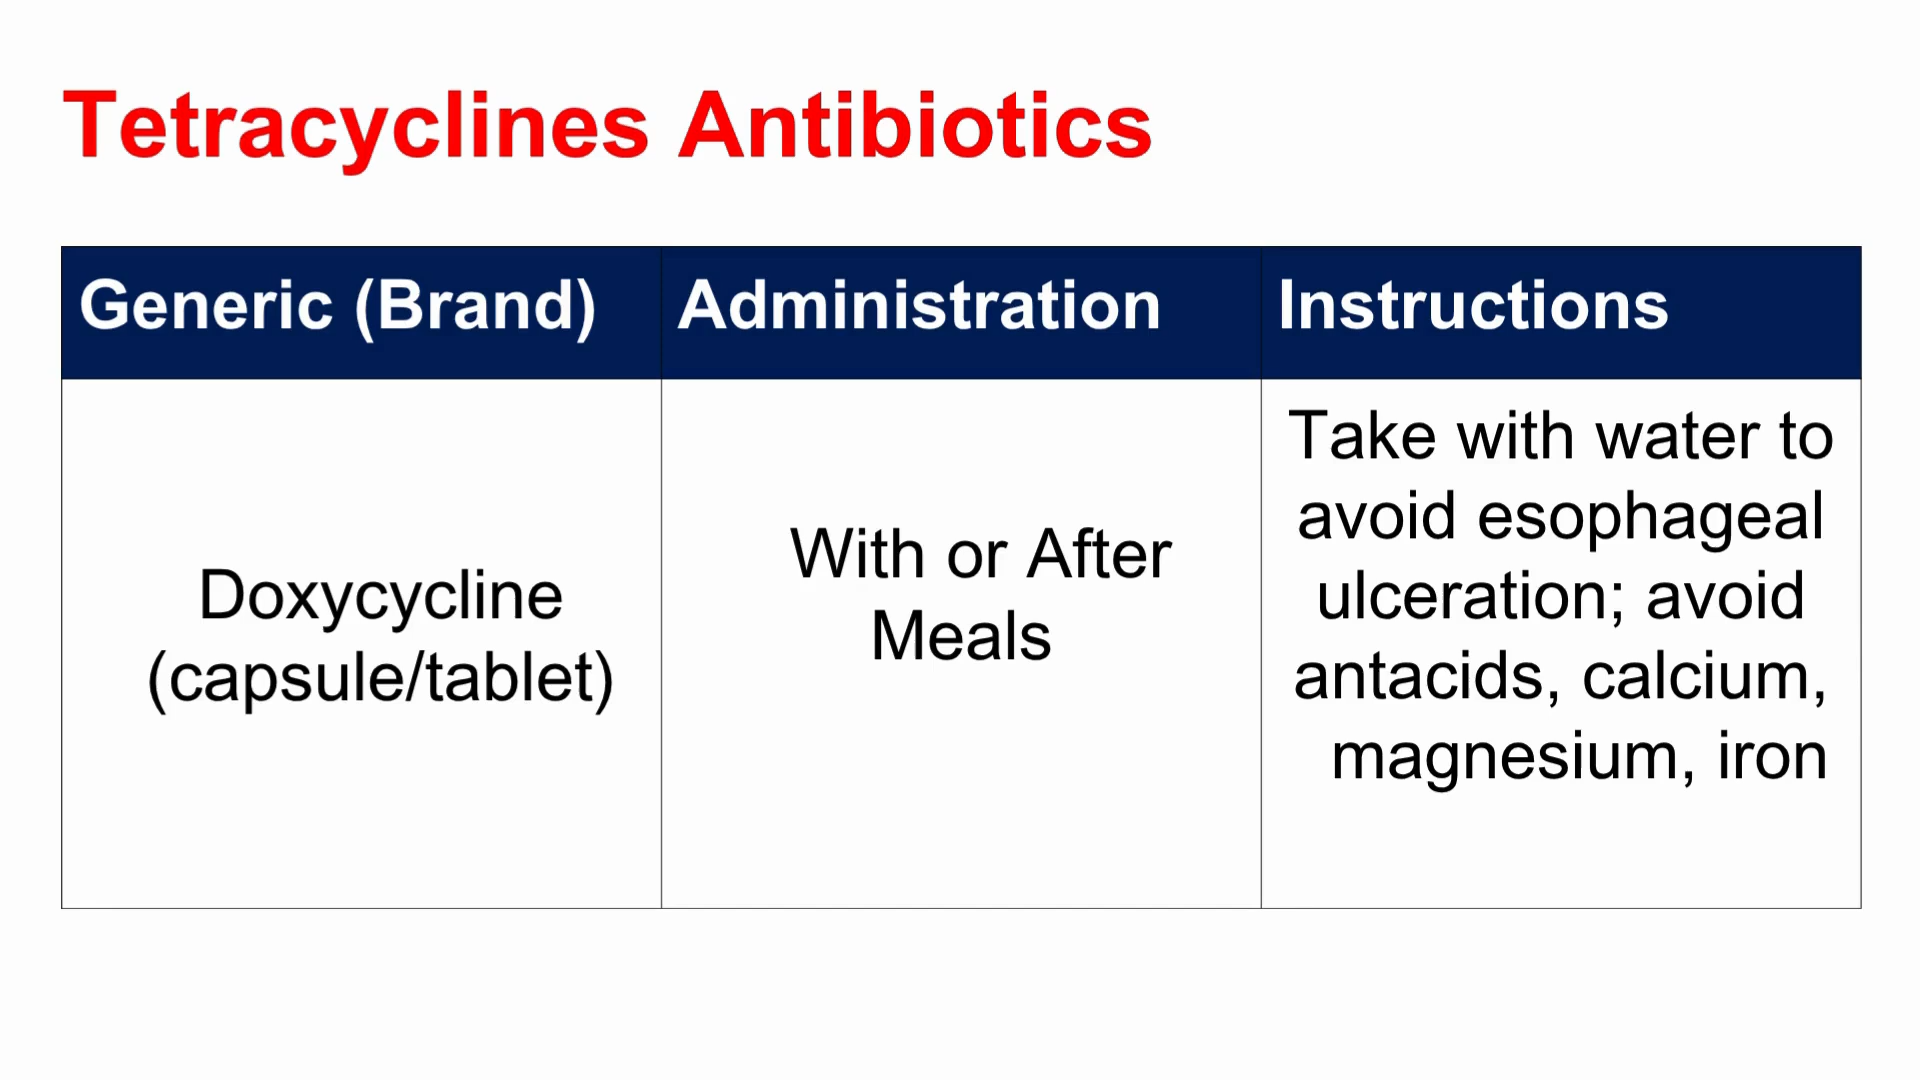 Tetracyclines Antibiotics
Generic (Brand)
Administration
Instructions
Doxycycline
(capsule/tablet)
With or After
Meals
Take with water to
avoid esophageal
ulceration; avoid
antacids, calcium,
magnesium, iron